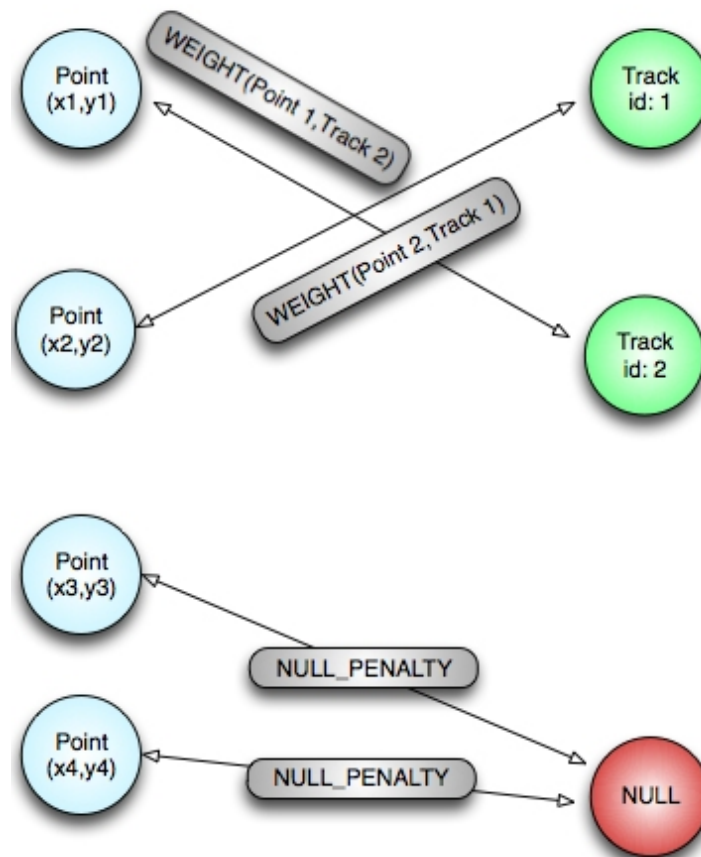 Point
(x1,y1)
WEIGHT(Point 1,Track 2)
Track
id: 1
Point
(x2,y2)
WEIGHT(Point 2,Track 1)
Track
id: 2
Point
(x3,y3)
NULL_PENALTY
Point
(x4,y4)
NULL_PENALTY
NULL